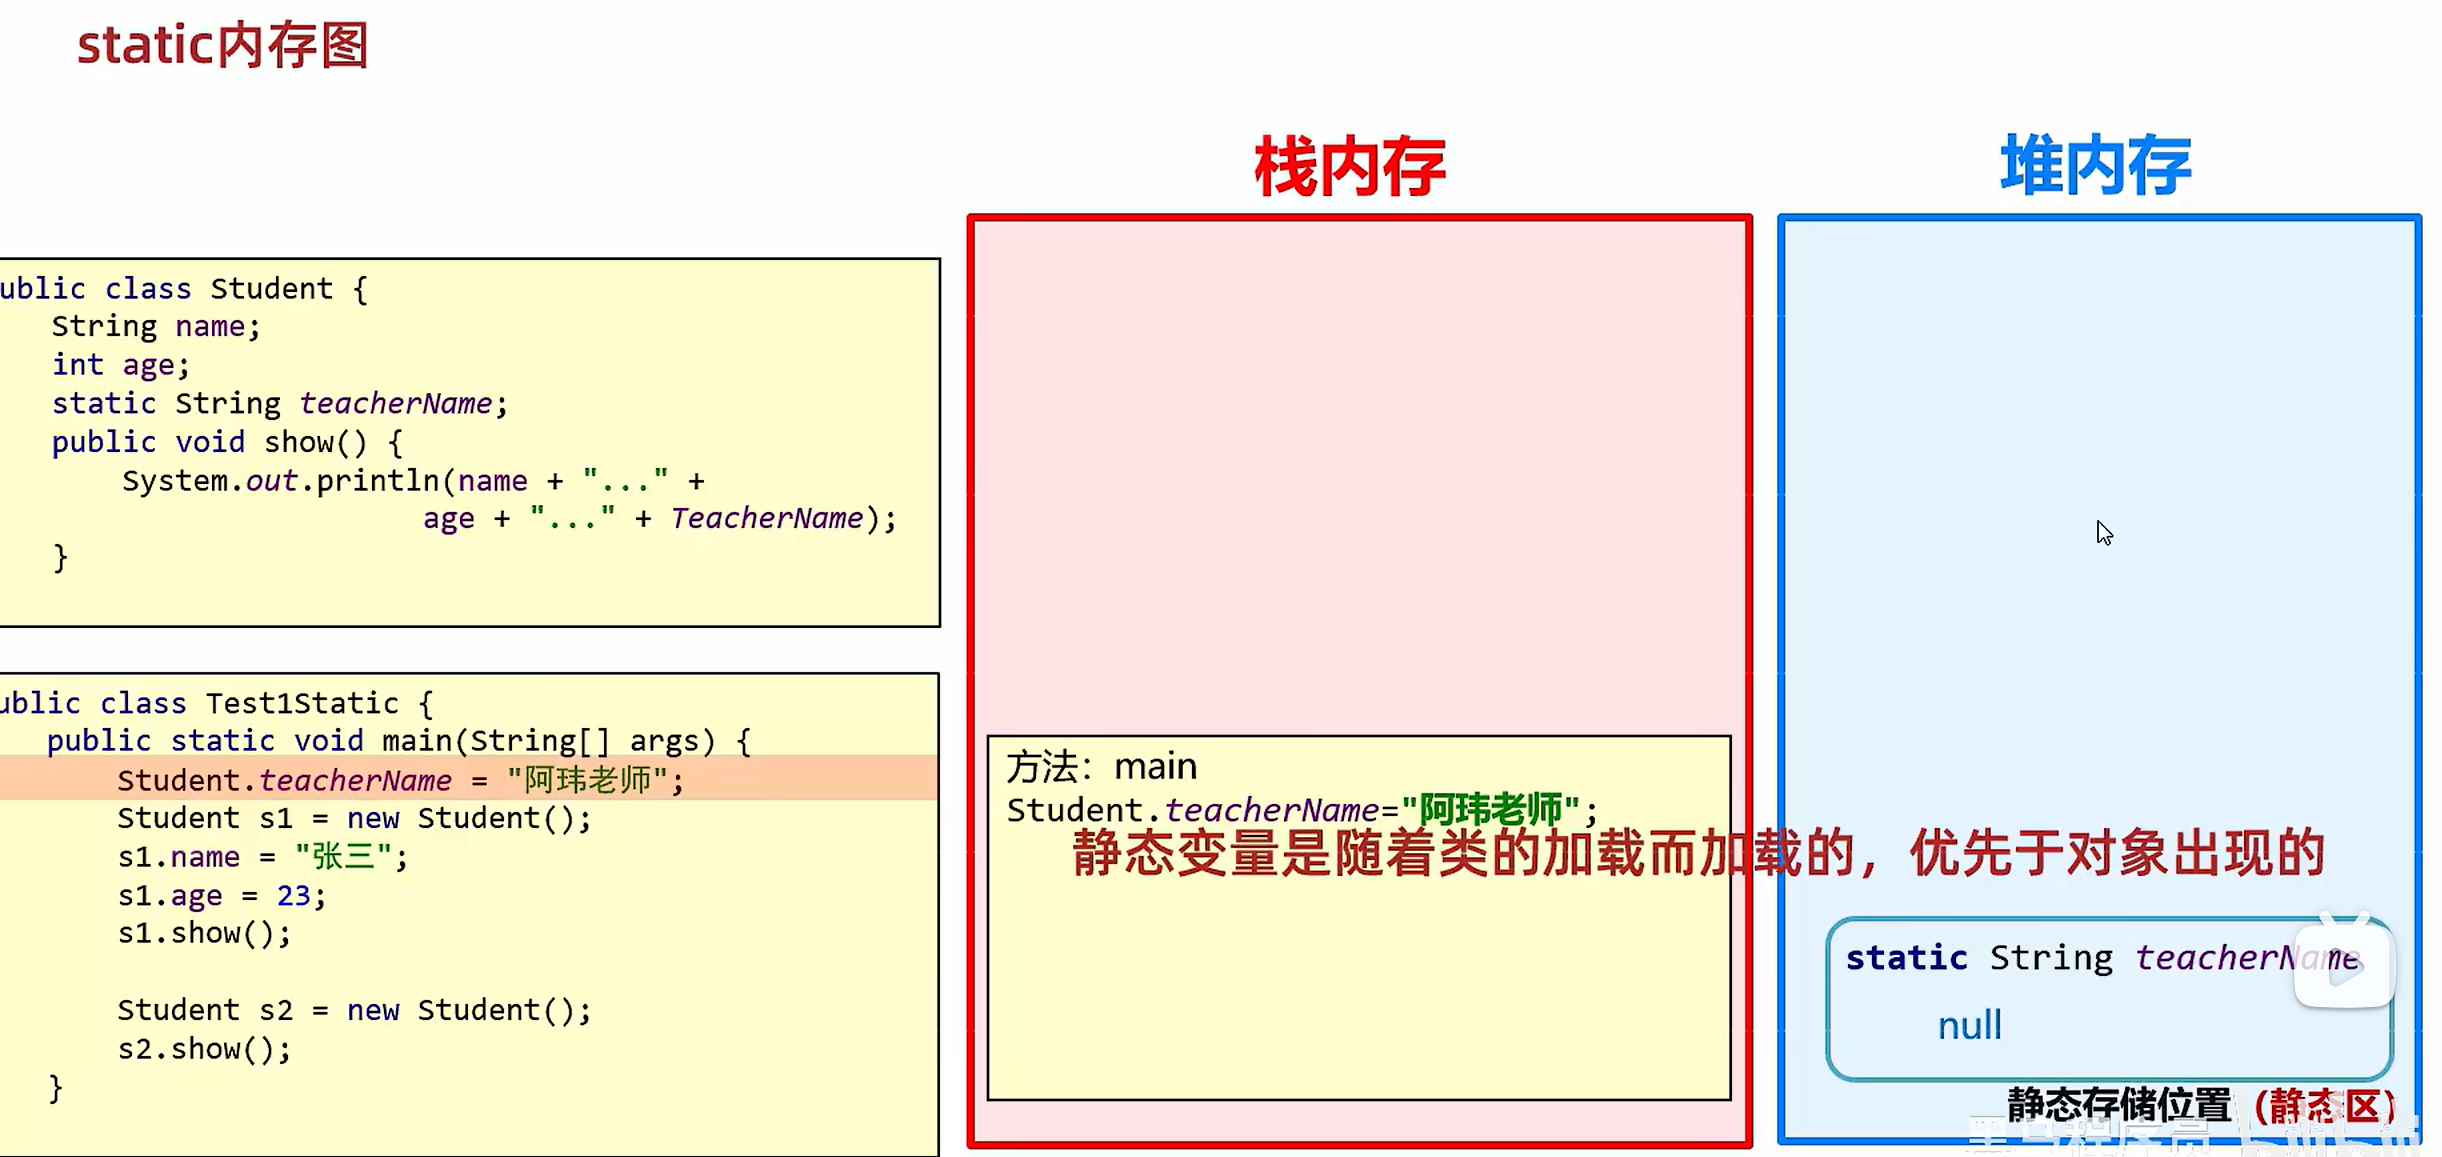 static内存图
栈内存
堆内存
ublic class Student {
String name;
int age;
static String teacherName;
public void show() {
System.out.println(name + "..." +
age + "..." + TeacherName);
}
ublic class Test1Static {
public static void main(String[] args) {
Student.teacherName = "阿玮老师";
Student s1 = new Student();
s1.name = "张三";
s1.age = 23;
s1.show();
Student s2 = new Student();
s2.show();
}
方法：main
Student.teacherName="阿玮老师";
静态变量是随着类的加载而加载的，优先于对象出现的
static String teacherName
null
静态存储位置（静态区）
黑马程序员